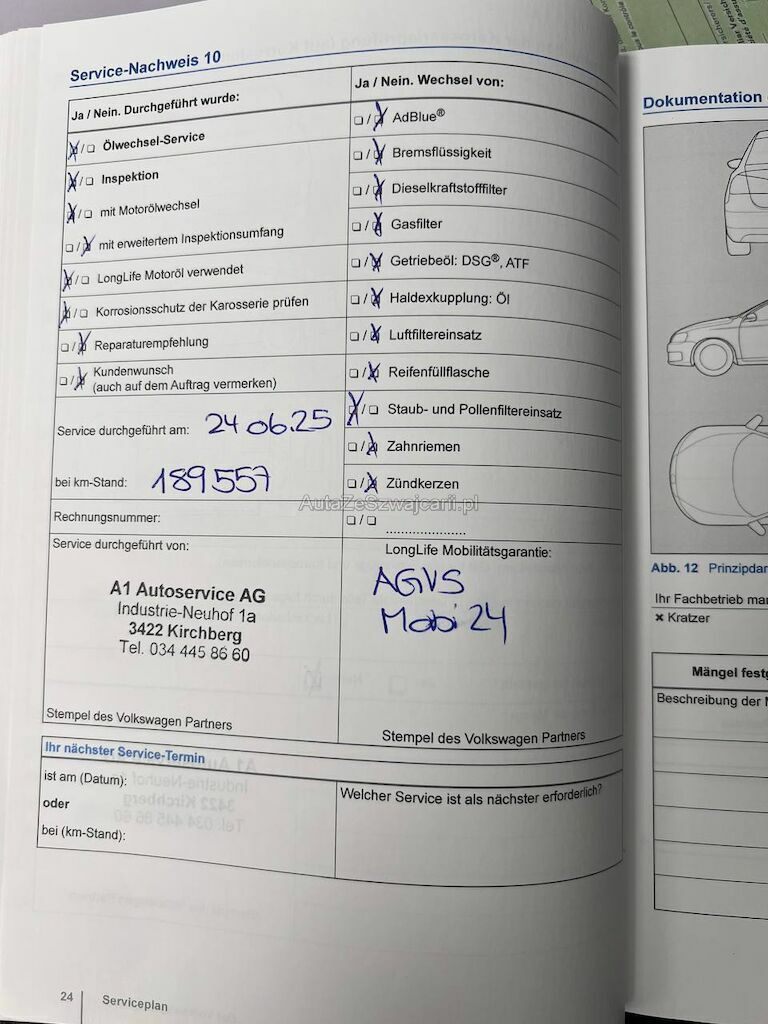 Service-Nachweis 10
Ja / Nein. Durchgeführt wurde:
Ölwechsel-Service
Inspektion
mit Motorölwechsel
mit erweitertem Inspektionsumfang
LongLife Motoröl verwendet
Korrosionsschutz der Karosserie prüfen
Reparaturempfehlung
Kundenwunsch
(auch auf dem Auftrag vermerken)
Service durchgeführt am: 24 06.25
bei km-Stand: 189557
Rechnungsnummer:
Service durchgeführt von:
A1 Autoservice AG
Industrie-Neuhof 1a
3422 Kirchberg
Tel. 034 445 86 60
Stempel des Volkswagen Partners
Ja / Nein. Wechsel von:
AdBlue®
Bremsflüssigkeit
Dieselkraftstofffilter
Gasfilter
Getriebeöl: DSG®, ATF
Haldexkupplung: Öl
Luftfiltereinsatz
Reifenfüllflasche
Staub- und Pollenfiltereinsatz
Zahnriemen
Zündkerzen
AutaZeSzwajcarii.pl
LongLife Mobilitätsgarantie:
AGVS
Mobi 24
Stempel des Volkswagen Partners
Ihr nächster Service-Termin
ist am (Datum):
oder
bei (km-Stand):
Welcher Service ist als nächster erforderlich?
24 Serviceplan
Dokumentation
Abb. 12 Prinzipdar
Ihr Fachbetrieb mar
× Kratzer
Mängel festg
Beschreibung der M